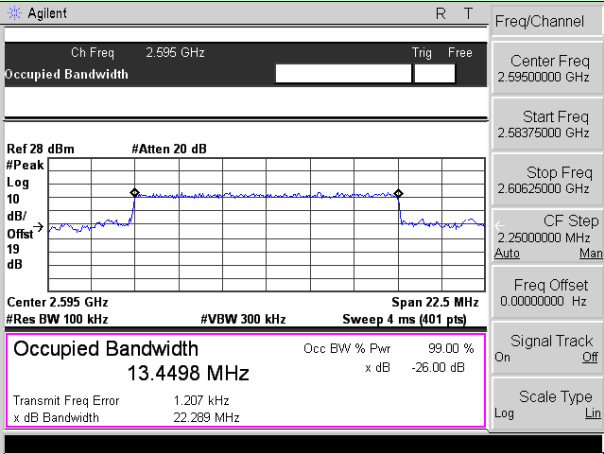 Agilent R T
Freq/Channel
Ch Freq 2.595 GHz Trig Free
Occupied Bandwidth
Center Freq
2.59500000 GHz
Start Freq
2.58375000 GHz
Stop Freq
2.60625000 GHz
CF Step
2.25000000 MHz
Auto Man
Freq Offset
0.00000000 Hz
Signal Track
On Off
Scale Type
Log Lin
Ref 28 dBm #Atten 20 dB
#Peak
Log
10
dB/
Offst
19
dB
Center 2.595 GHz Span 22.5 MHz
#Res BW 100 kHz #VBW 300 kHz Sweep 4 ms (401 pts)
Occupied Bandwidth Occ BW % Pwr 99.00 %
13.4498 MHz x dB -26.00 dB
Transmit Freq Error 1.207 kHz
x dB Bandwidth 22.289 MHz